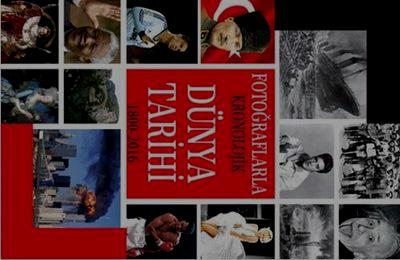 FOTOĞRAFLARLA
KRONOLOJİK
DÜNYA
TARİHİ
1800-2016